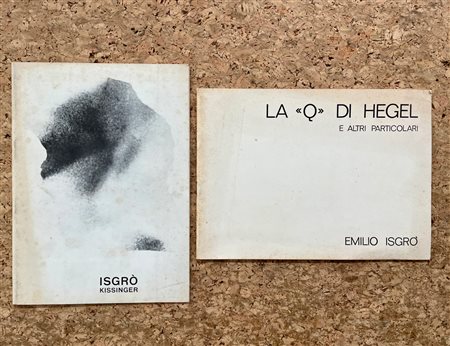 ISGRÒ
KISSINGER
LA «Q» DI HEGEL
E ALTRI PARTICOLARI
EMILIO ISGRÒ